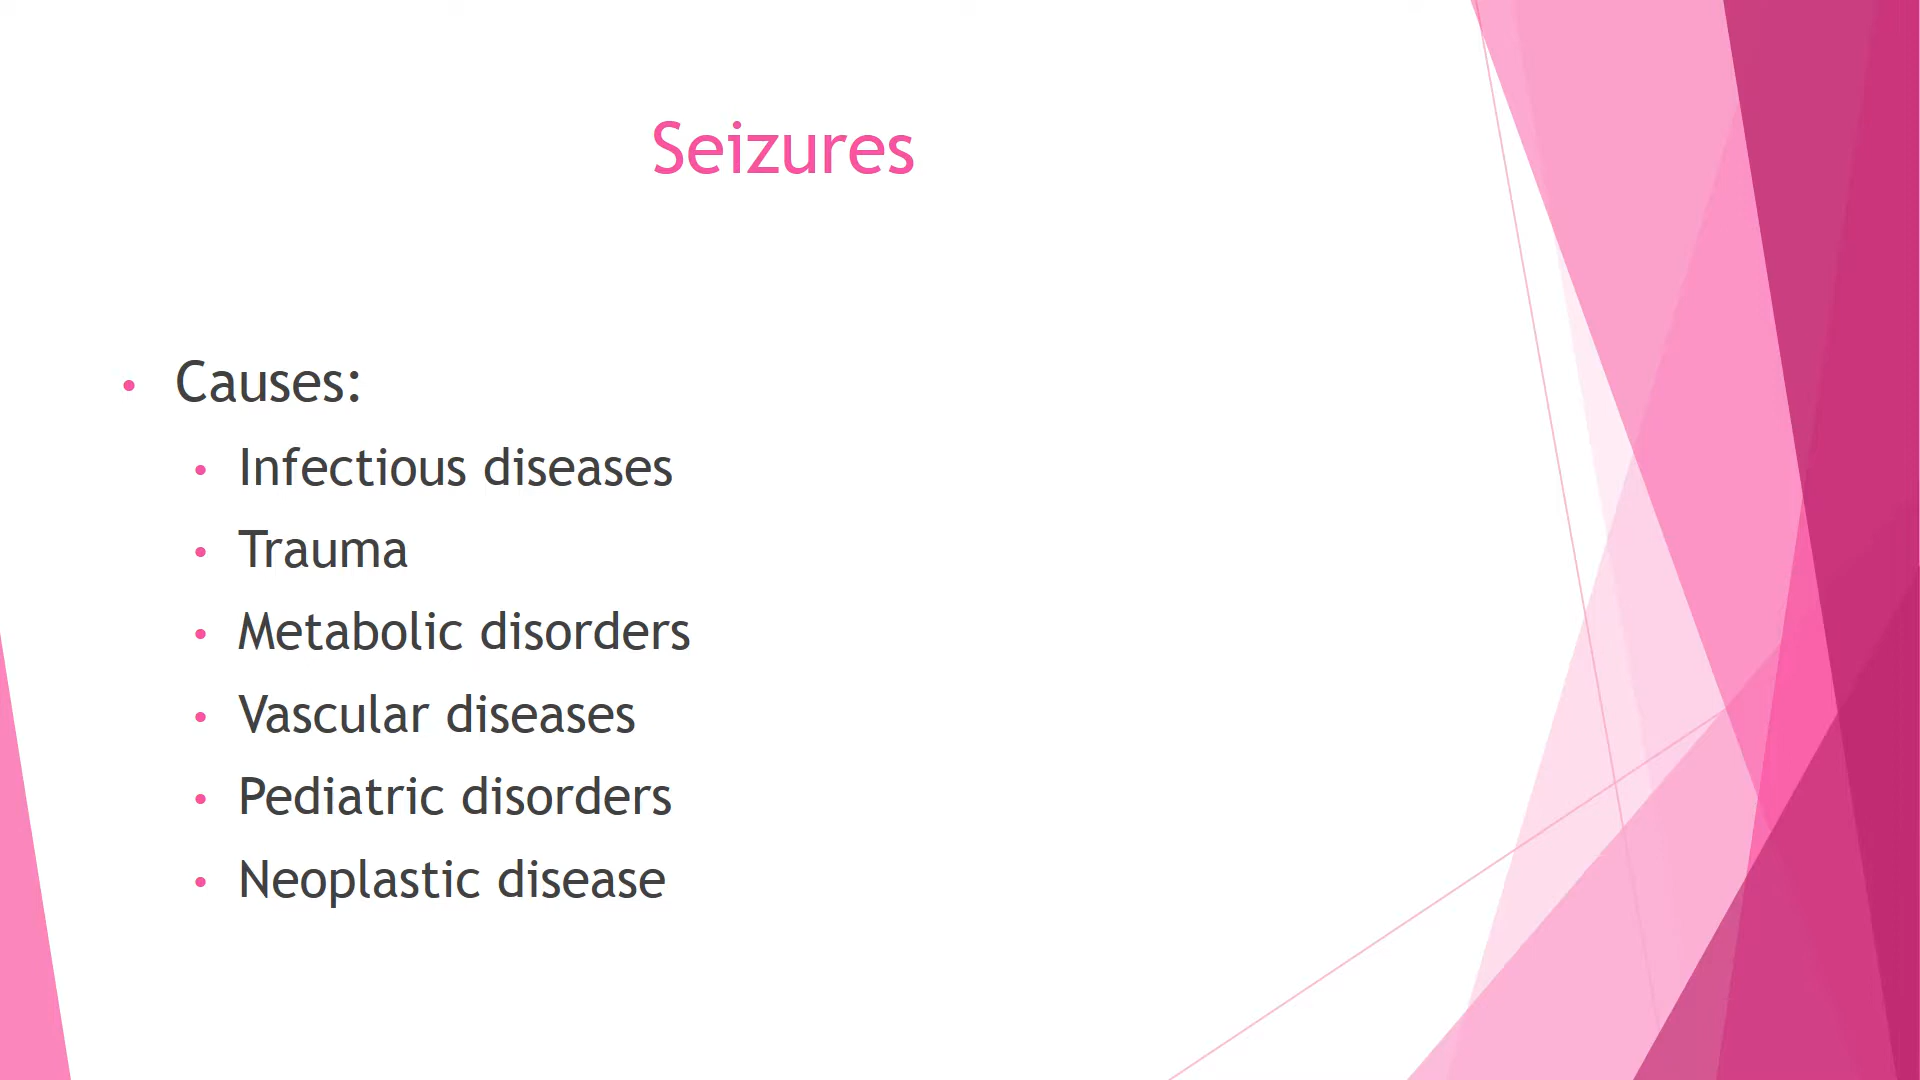 Seizures
• Causes:
• Infectious diseases
• Trauma
• Metabolic disorders
• Vascular diseases
• Pediatric disorders
• Neoplastic disease